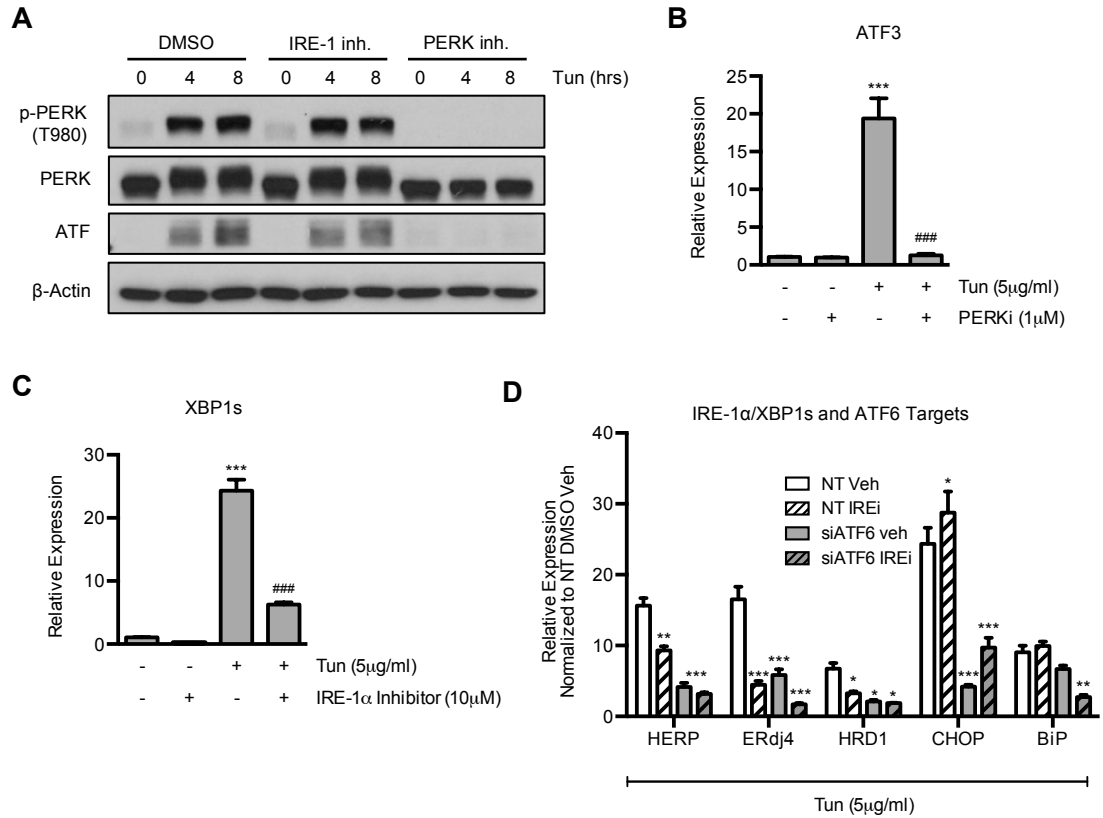 A
DMSO IRE-1 inh. PERK inh.
0 4 8 0 4 8 0 4 8 Tun (hrs)
p-PERK
(T980)
PERK
ATF
β-Actin
B
ATF3
Relative Expression
25
20
15
10
5
0
***
###
- - + + Tun (5μg/ml)
- + - + PERKi (1μM)
C
XBP1s
Relative Expression
30
20
10
0
***
###
- - + + Tun (5μg/ml)
- + - + IRE-1α Inhibitor (10μM)
D
IRE-1α/XBP1s and ATF6 Targets
Relative Expression
Normalized to NT DMSO Veh
40
30
20
10
0
NT Veh
NT IREi
siATF6 veh
siATF6 IREi
** ***
*** *** ***
* * *
* *** ***
**
HERP ERdj4 HRD1 CHOP BiP
Tun (5μg/ml)